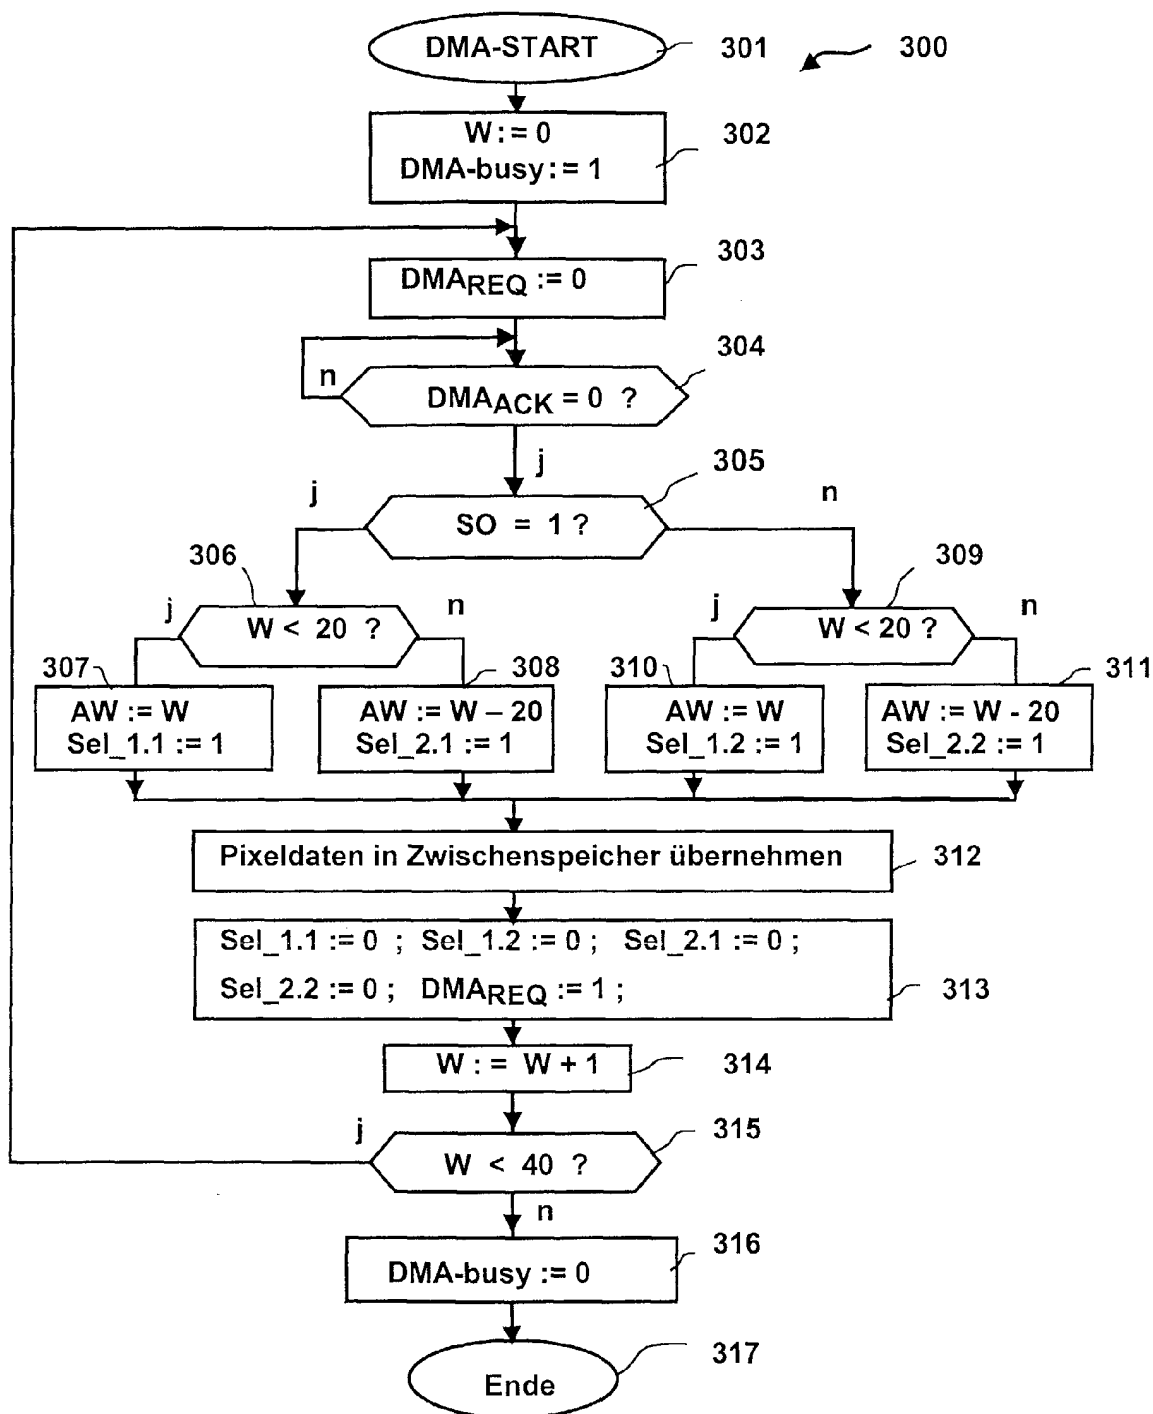 DMA-START
301
300
W := 0
DMA-busy := 1
302
303
DMAREQ := 0
304
n
DMAACK = 0 ?
j
305
j
n
SO = 1 ?
306
309
j
n
j
n
W < 20 ?
W < 20 ?
307
308
310
311
AW := W
Sel_1.1 := 1
AW := W – 20
Sel_2.1 := 1
AW := W
Sel_1.2 := 1
AW := W - 20
Sel_2.2 := 1
Pixeldaten in Zwischenspeicher übernehmen
312
Sel_1.1 := 0 ; Sel_1.2 := 0 ; Sel_2.1 := 0 ;
Sel_2.2 := 0 ; DMAREQ := 1 ;
313
W : = W + 1
314
j
315
W < 40 ?
n
316
DMA-busy := 0
317
Ende